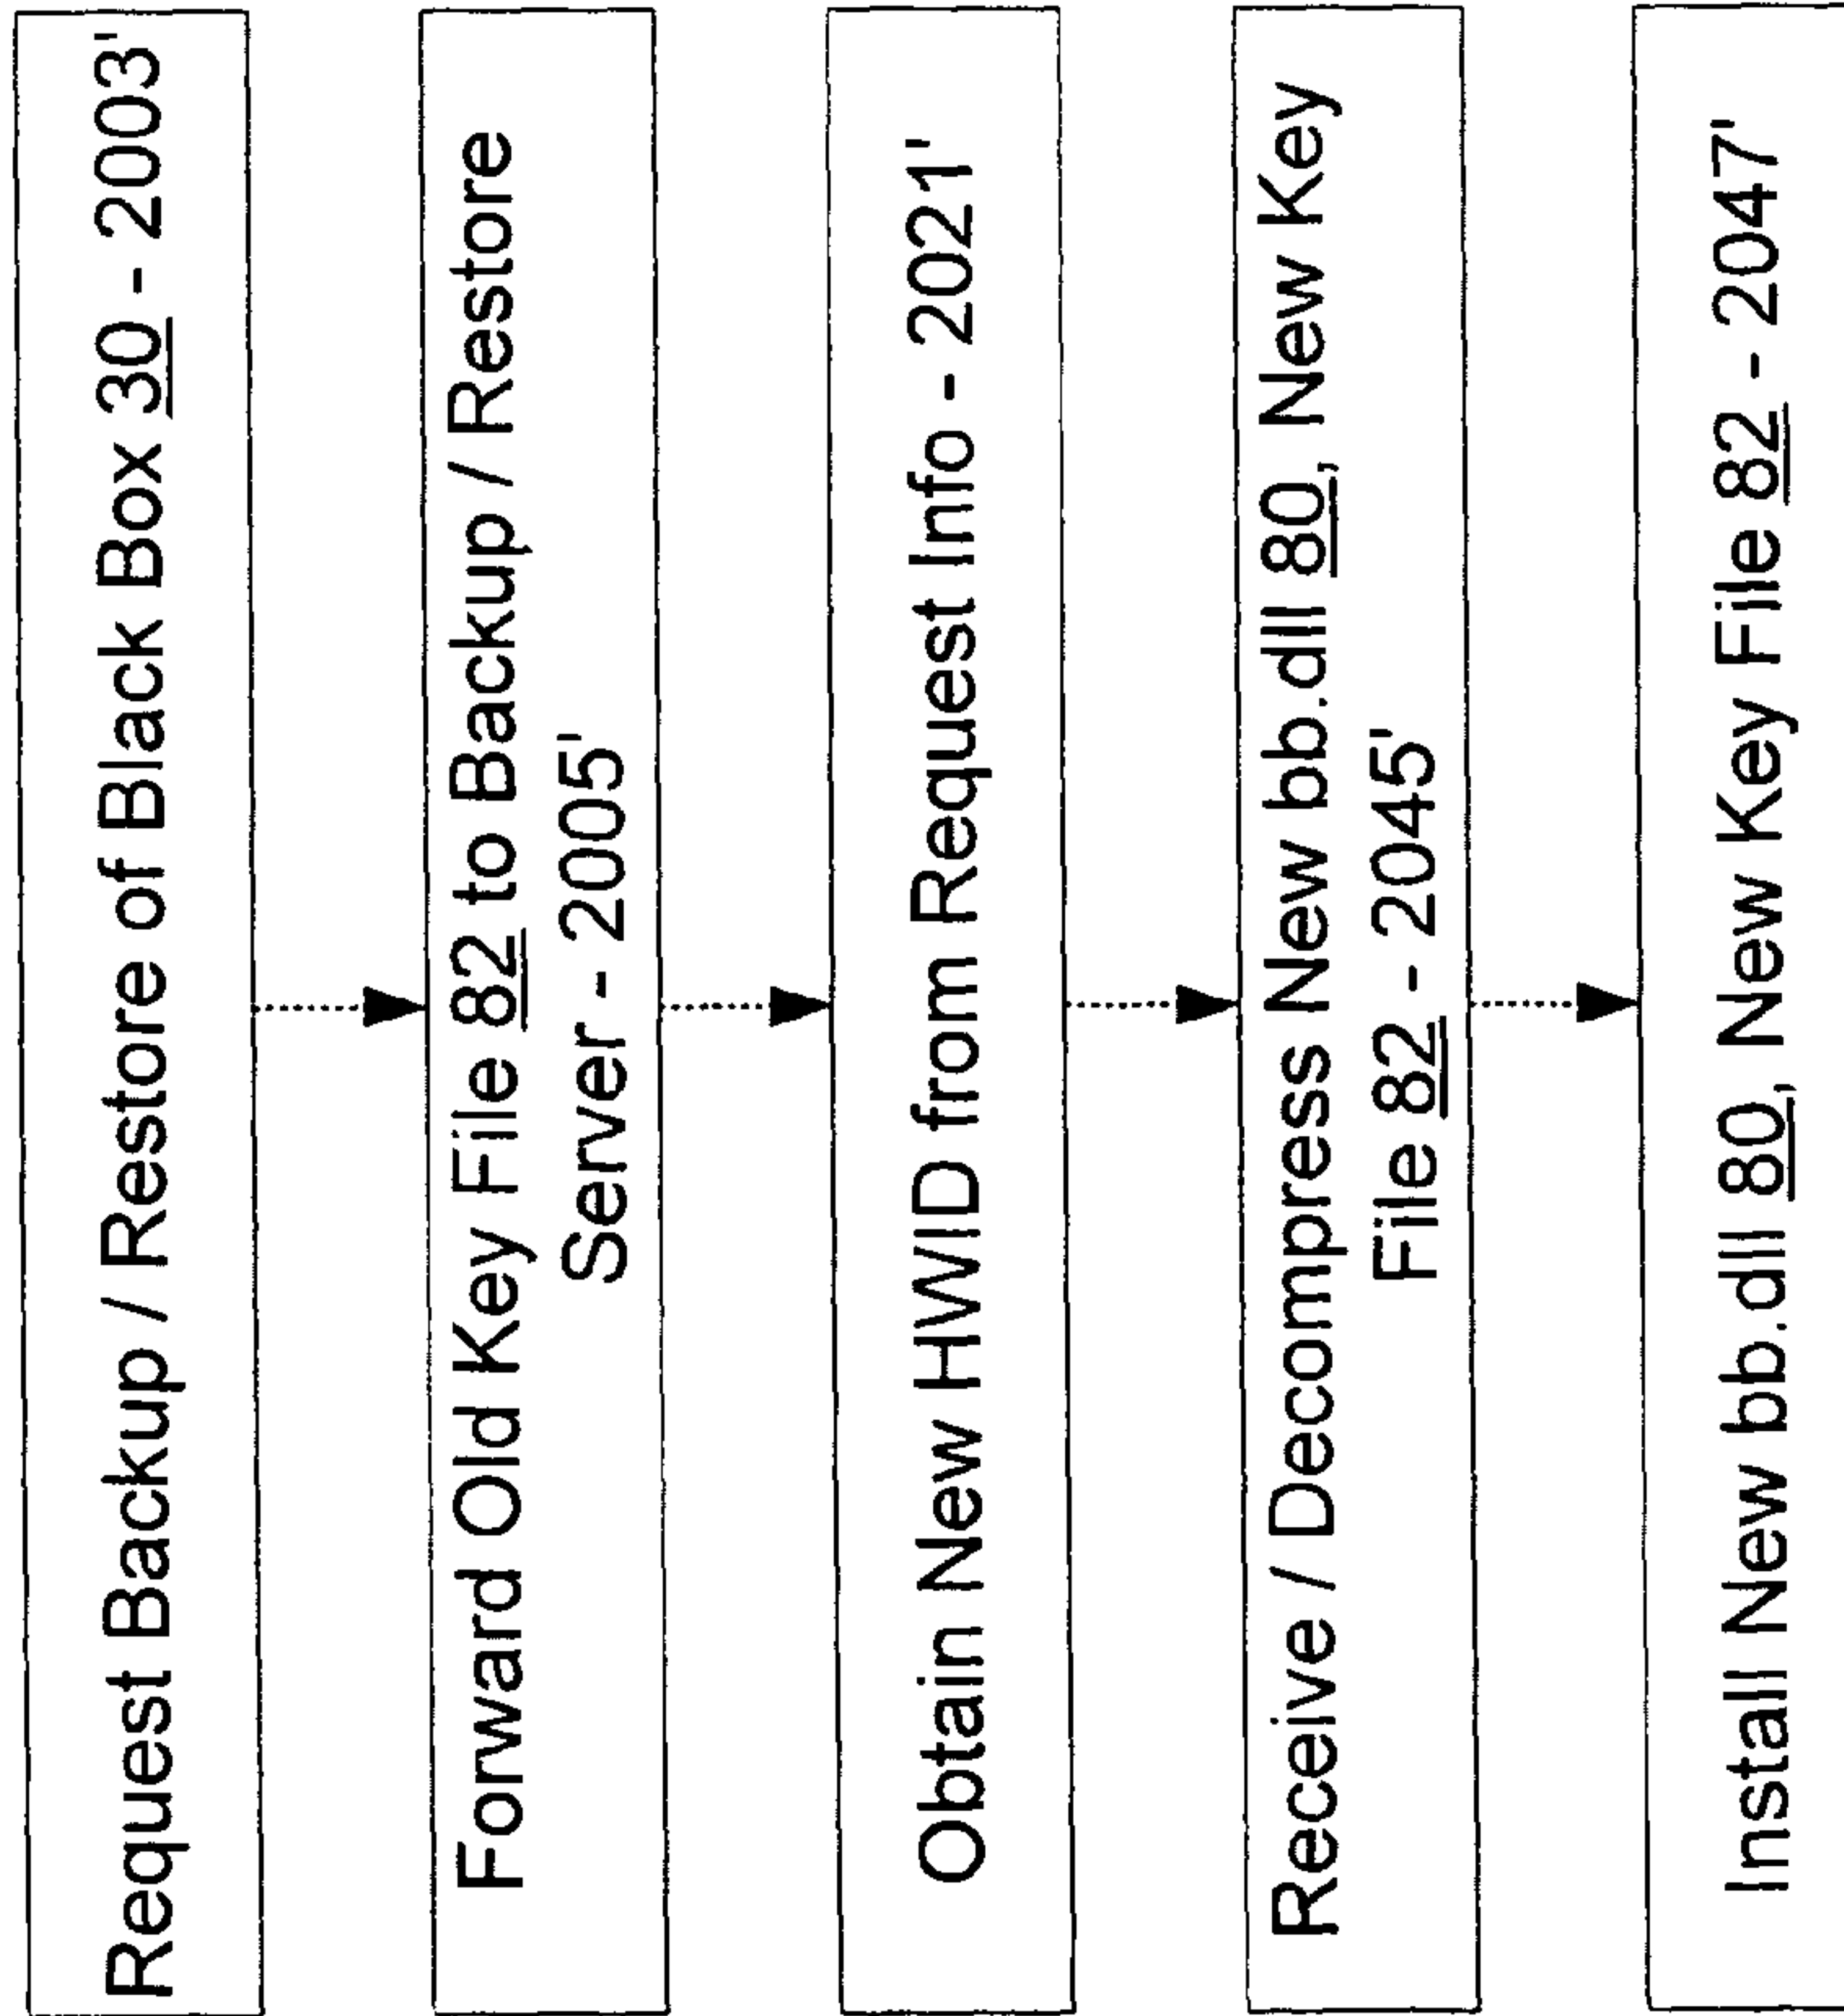 Request Backup / Restore of Black Box 30 - 2003'
Forward Old Key File 82 to Backup / Restore
Server - 2005'
Obtain New HWID from Request Info - 2021'
Receive / Decompress New bb.dll 80, New Key
File 82 - 2045'
Install New bb.dll 80, New Key File 82 - 2047'